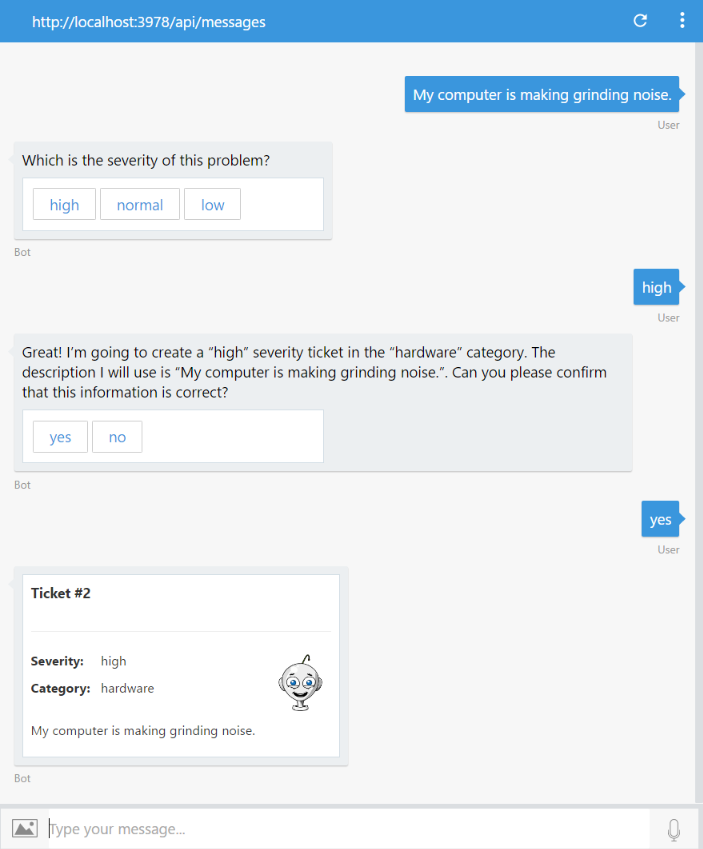 http://localhost:3978/api/messages
My computer is making grinding noise.
User
Which is the severity of this problem?
high normal low
Bot
high
User
Great! I’m going to create a “high” severity ticket in the “hardware” category. The
description I will use is “My computer is making grinding noise.”. Can you please confirm
that this information is correct?
yes no
Bot
yes
User
Ticket #2
Severity: high
Category: hardware
My computer is making grinding noise.
Bot
Type your message...